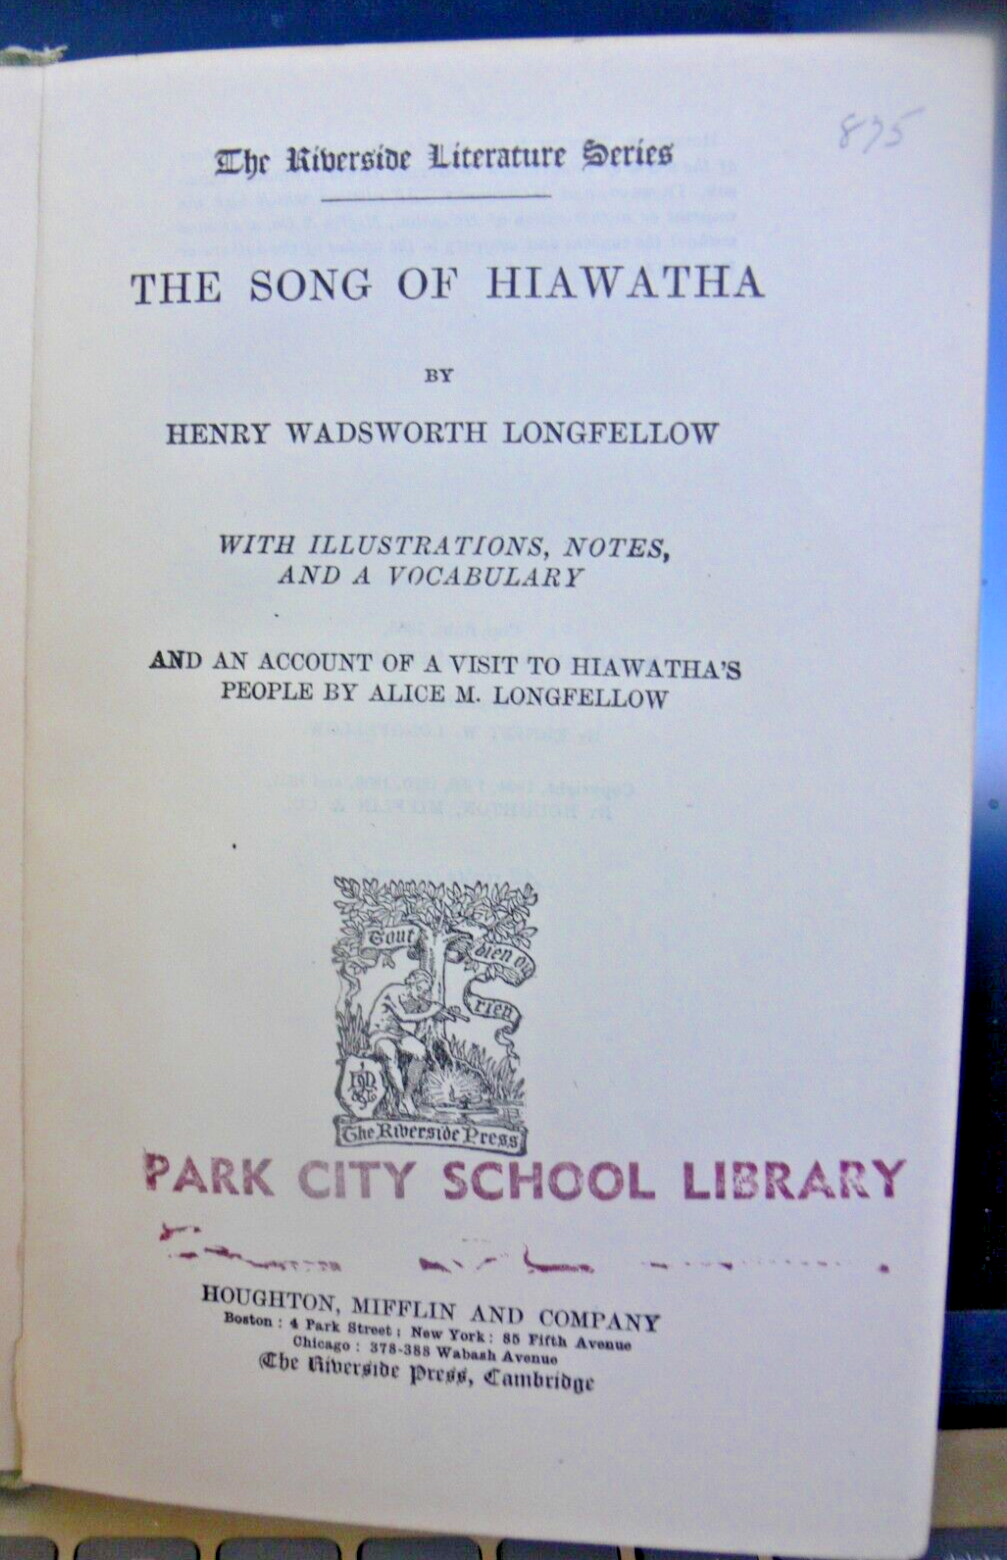 875
The Riverside Literature Series
THE SONG OF HIAWATHA
BY
HENRY WADSWORTH LONGFELLOW
WITH ILLUSTRATIONS, NOTES,
AND A VOCABULARY
AND AN ACCOUNT OF A VISIT TO HIAWATHA'S
PEOPLE BY ALICE M. LONGFELLOW
Tout
bien ou
rien
The Riverside Press
PARK CITY SCHOOL LIBRARY
HOUGHTON, MIFFLIN AND COMPANY
Boston: 4 Park Street; New York: 85 Fifth Avenue
Chicago: 378-388 Wabash Avenue
The Riverside Press, Cambridge